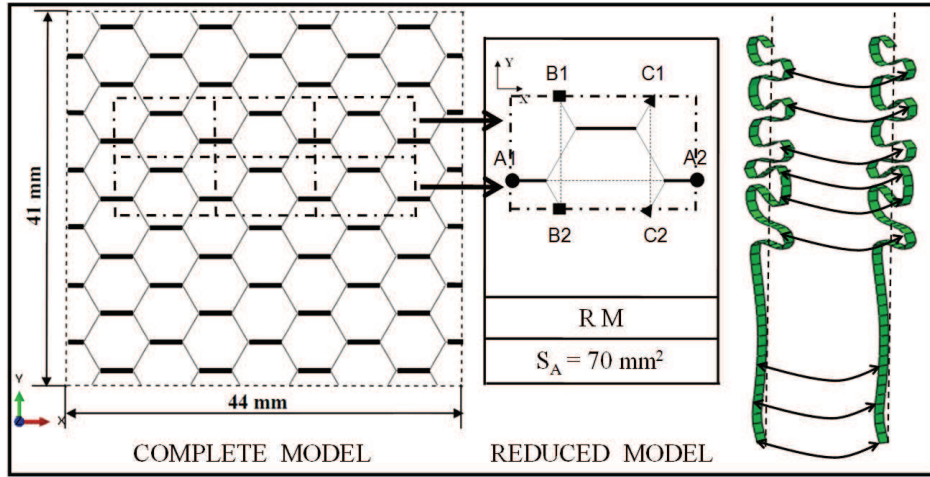 41 mm
44 mm
Y
X
COMPLETE MODEL
Y
X
B1
C1
A1
A2
B2
C2
R M
S_A = 70 mm²
REDUCED MODEL